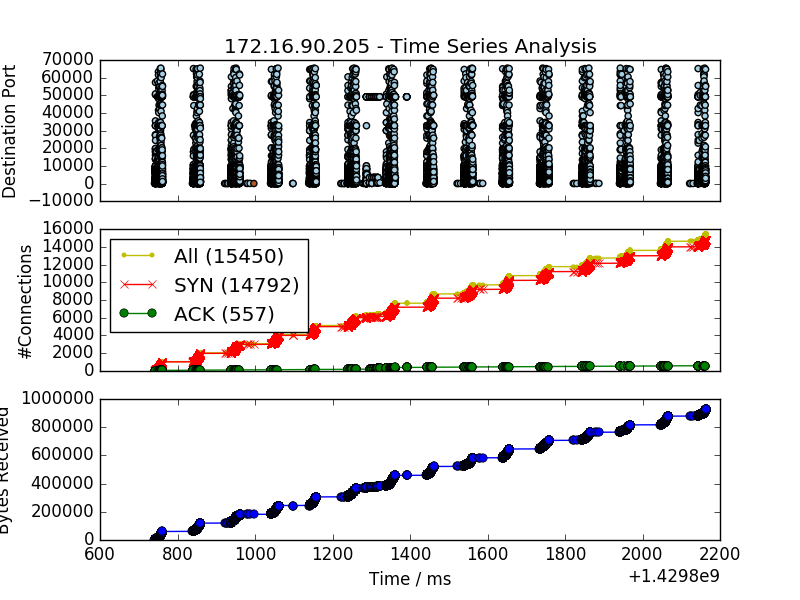 172.16.90.205 - Time Series Analysis
Destination Port
70000
60000
50000
40000
30000
20000
10000
0
−10000
#Connections
16000
14000
12000
10000
8000
6000
4000
2000
0
All (15450)
SYN (14792)
ACK (557)
Bytes Received
1000000
800000
600000
400000
200000
0
600 800 1000 1200 1400 1600 1800 2000 2200
Time / ms
+1.4298e9